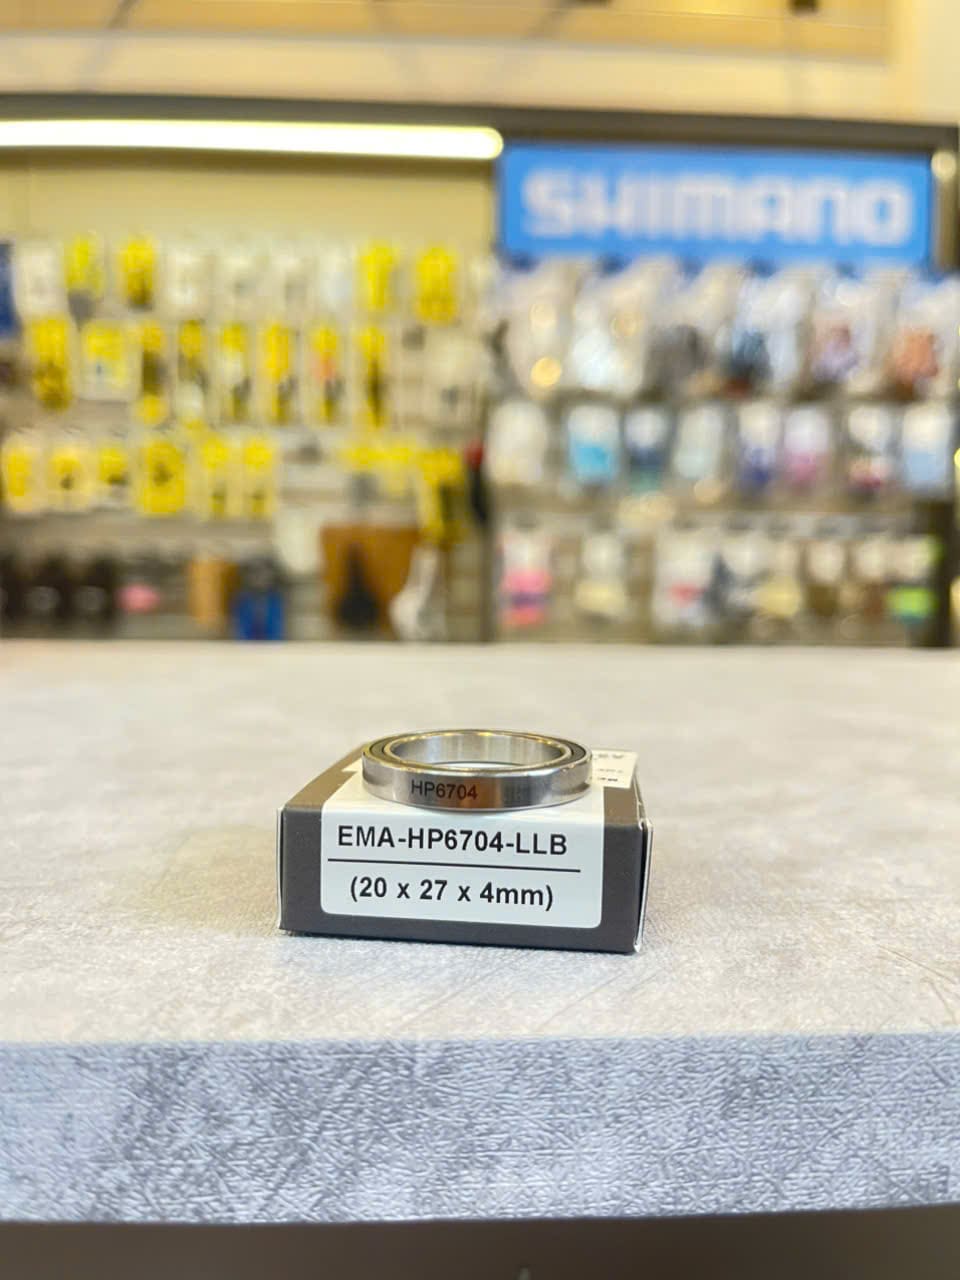 SHIMANO
HP6704
EMA-HP6704-LLB
(20 x 27 x 4mm)